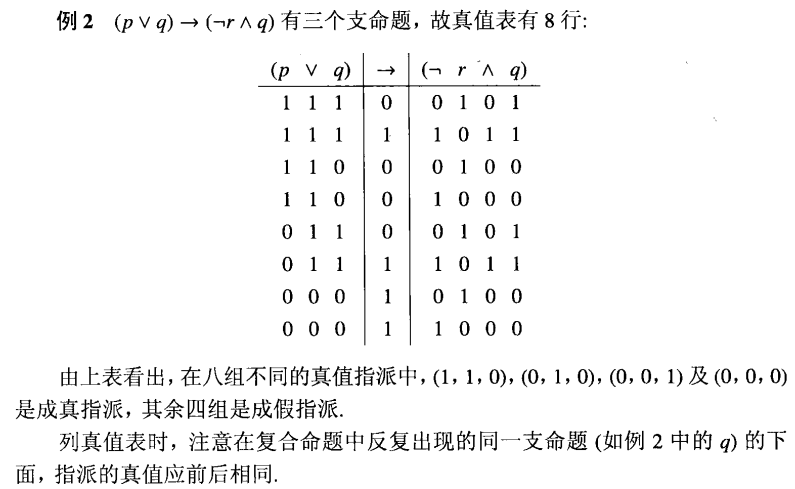 例 2 (p ∨ q) → (¬r ∧ q) 有三个支命题，故真值表有 8 行:
(p ∨ q) → (¬ r ∧ q)
1 1 1 0 0 1 0 1
1 1 1 1 1 0 1 1
1 1 0 0 0 1 0 0
1 1 0 0 1 0 0 0
0 1 1 0 0 1 0 1
0 1 1 1 1 0 1 1
0 0 0 1 0 1 0 0
0 0 0 1 1 0 0 0
由上表看出，在八组不同的真值指派中，(1, 1, 0), (0, 1, 0), (0, 0, 1) 及 (0, 0, 0)
是成真指派，其余四组是成假指派.
列真值表时，注意在复合命题中反复出现的同一支命题 (如例 2 中的 q) 的下
面，指派的真值应前后相同.